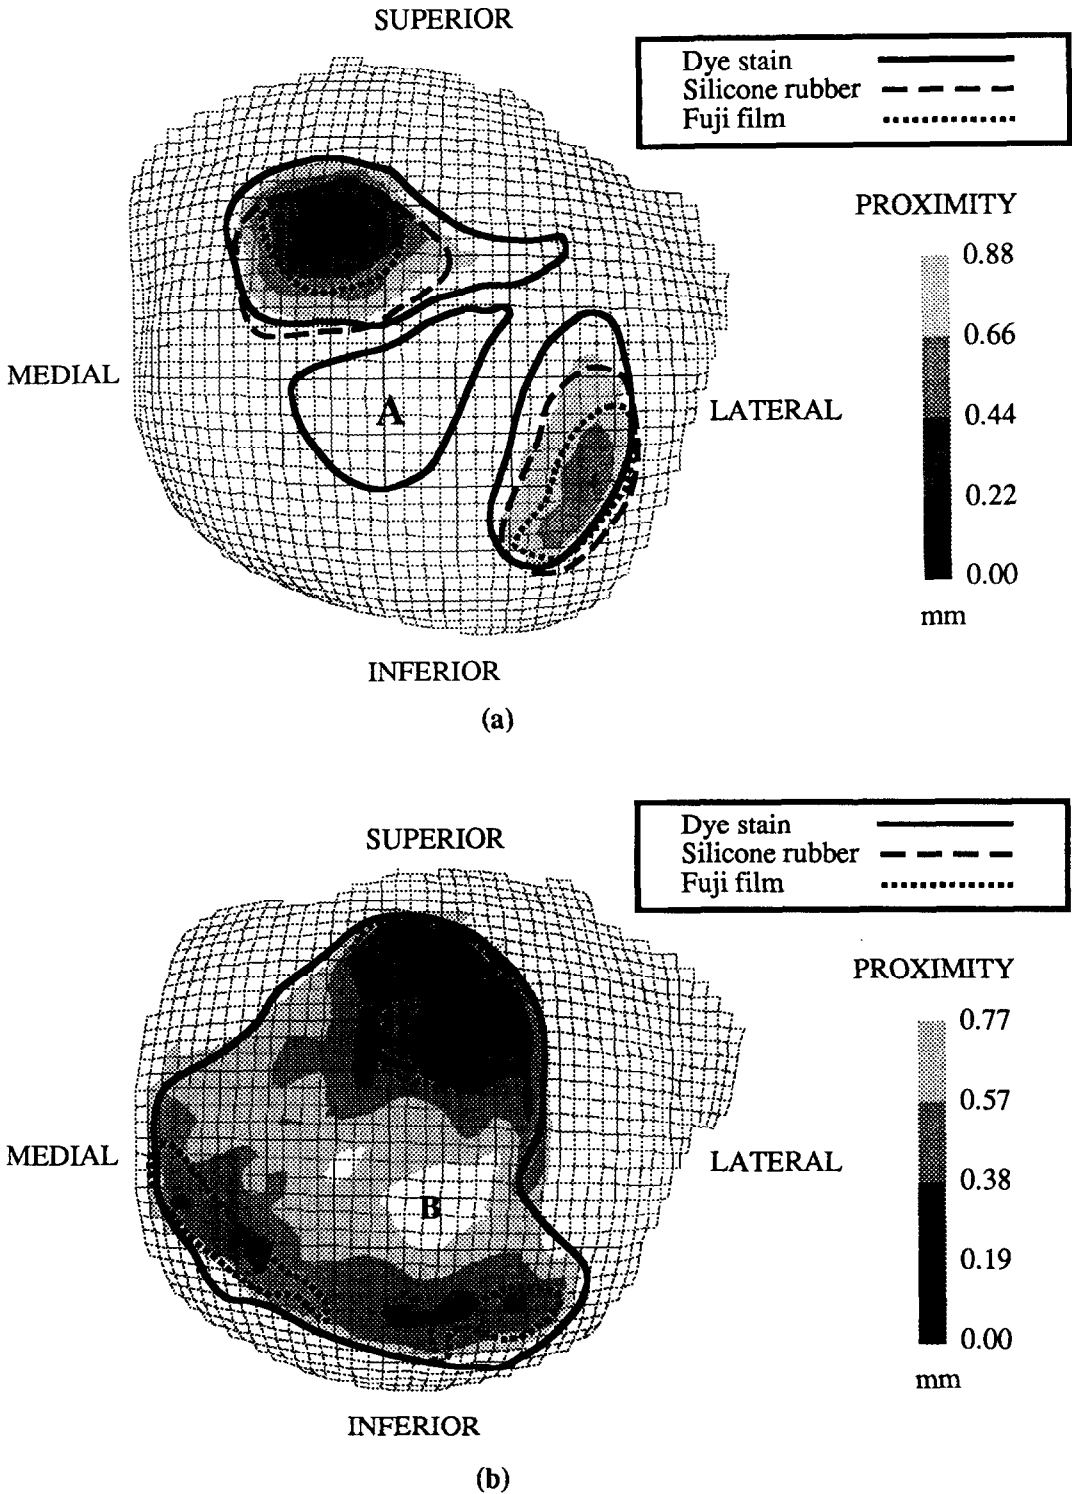 SUPERIOR
Dye stain
Silicone rubber
Fuji film
PROXIMITY
0.88
0.66
MEDIAL
A
LATERAL
0.44
0.22
0.00
mm
INFERIOR
(a)
SUPERIOR
Dye stain
Silicone rubber
Fuji film
PROXIMITY
0.77
0.57
MEDIAL
B
LATERAL
0.38
0.19
0.00
mm
INFERIOR
(b)